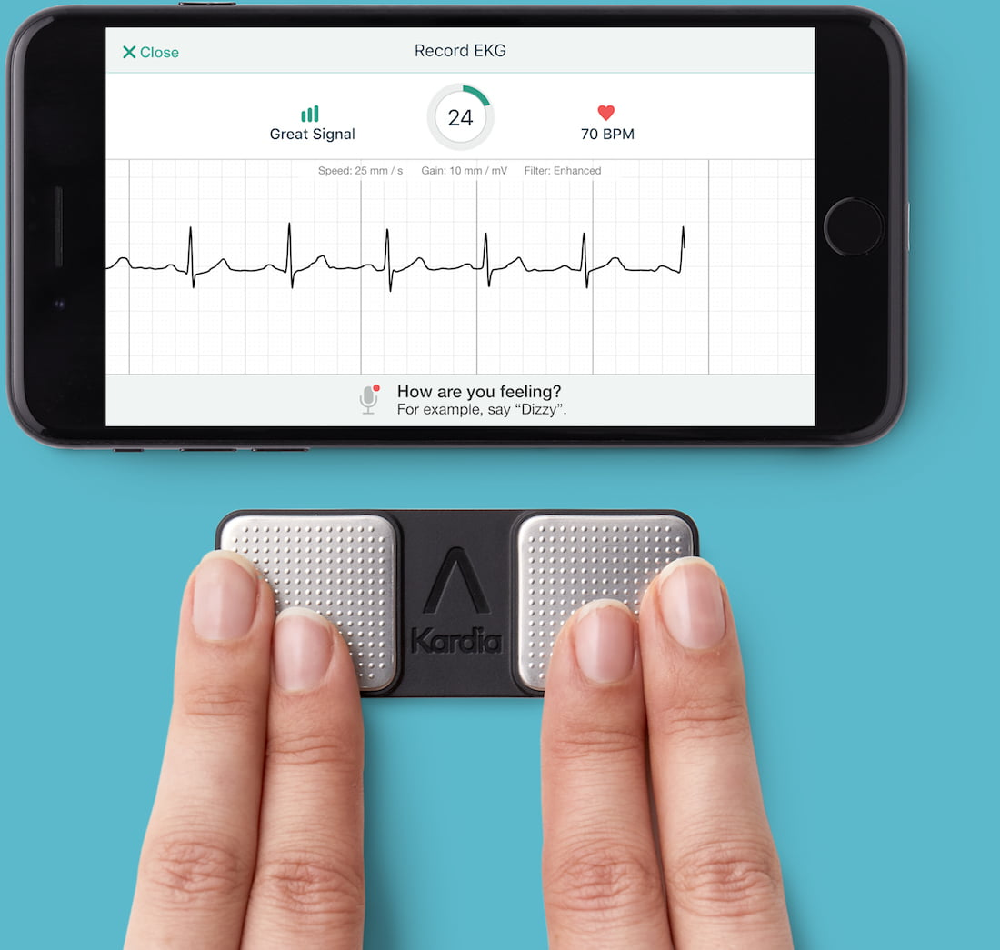 Close
Record EKG
24
Great Signal
70 BPM
Speed: 25 mm / s Gain: 10 mm / mV Filter: Enhanced
How are you feeling?
For example, say “Dizzy”.
Kardia